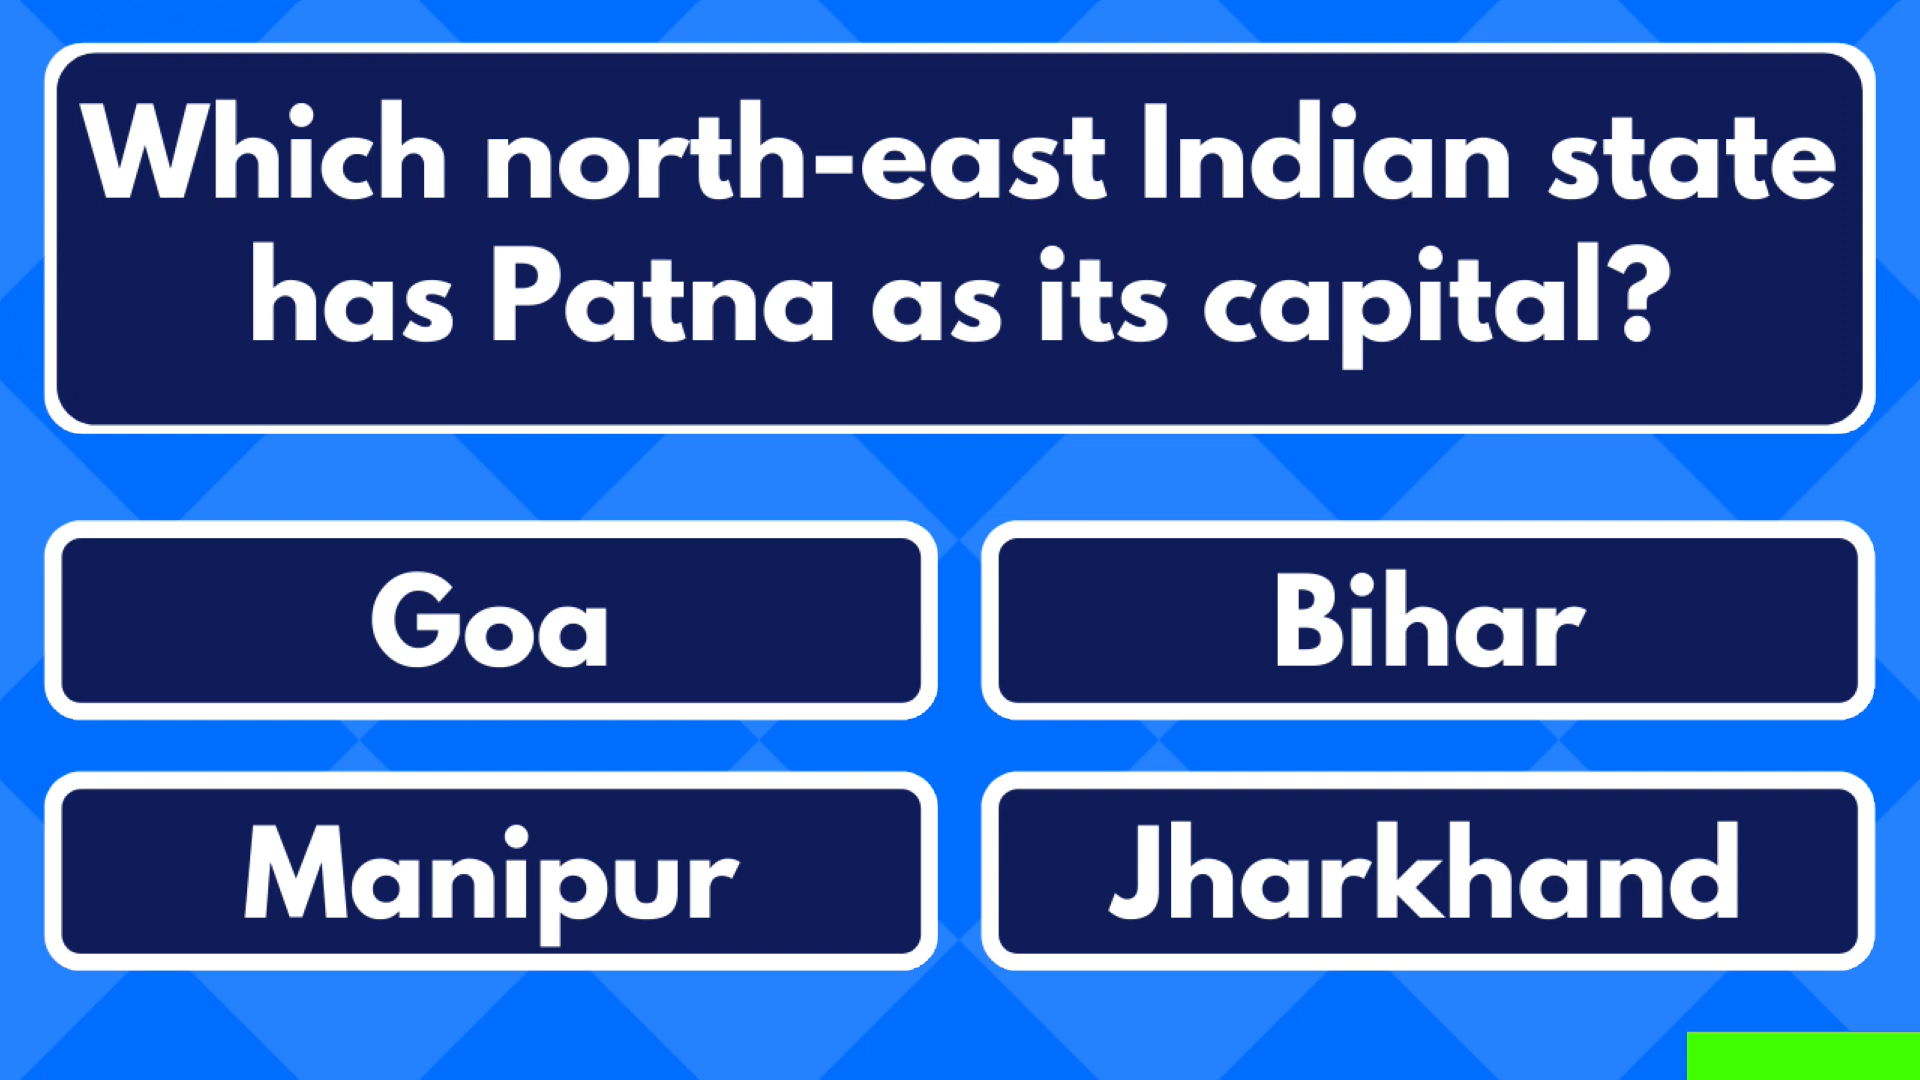 Which north-east Indian state
has Patna as its capital?
Goa
Bihar
Manipur
Jharkhand